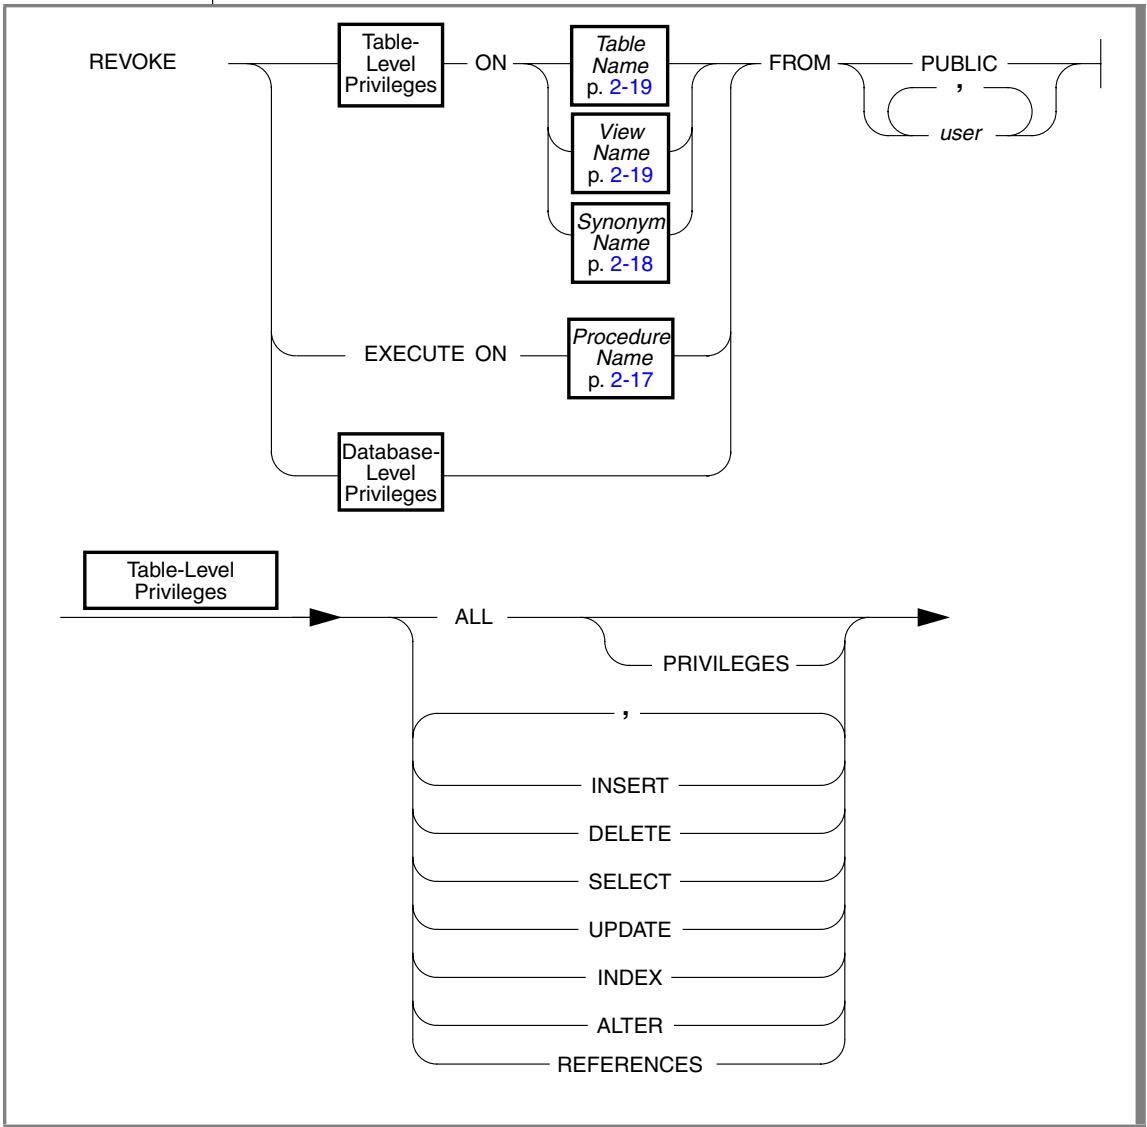 REVOKE
Table-
Level
Privileges
ON
Table
Name
p. 2-19
View
Name
p. 2-19
Synonym
Name
p. 2-18
FROM
PUBLIC
,
user
EXECUTE ON
Procedure
Name
p. 2-17
Database-
Level
Privileges
Table-Level
Privileges
ALL
PRIVILEGES
,
INSERT
DELETE
SELECT
UPDATE
INDEX
ALTER
REFERENCES